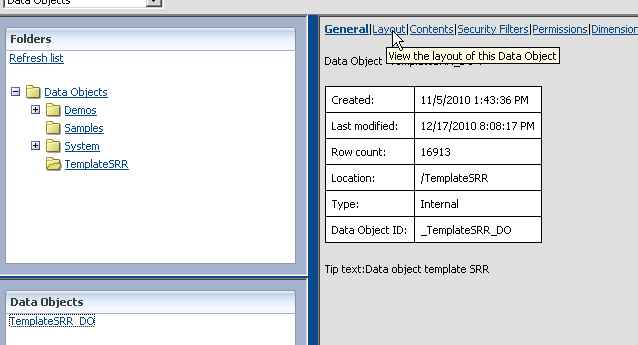 Data Objects
Folders
Refresh list
Data Objects
Demos
Samples
System
TemplateSRR
Data Objects
TemplateSRR_DO
General|Layout|Contents|Security Filters|Permissions|Dimension
View the layout of this Data Object
Data Object
Created: 11/5/2010 1:43:36 PM
Last modified: 12/17/2010 8:08:17 PM
Row count: 16913
Location: /TemplateSRR
Type: Internal
Data Object ID: _TemplateSRR_DO
Tip text:Data object template SRR